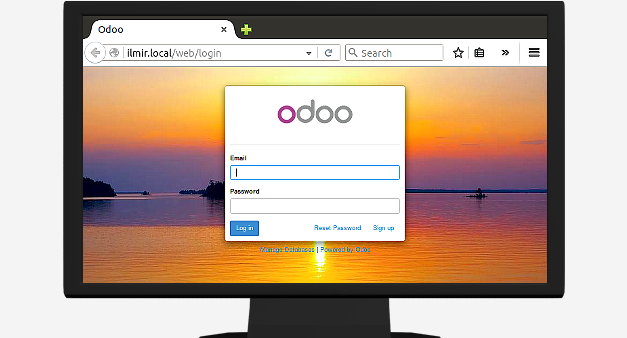 Odoo
ilmir.local/web/login
Search
odoo
Email
Password
Log in
Reset Password
Sign up
Manage Databases | Powered by Odoo